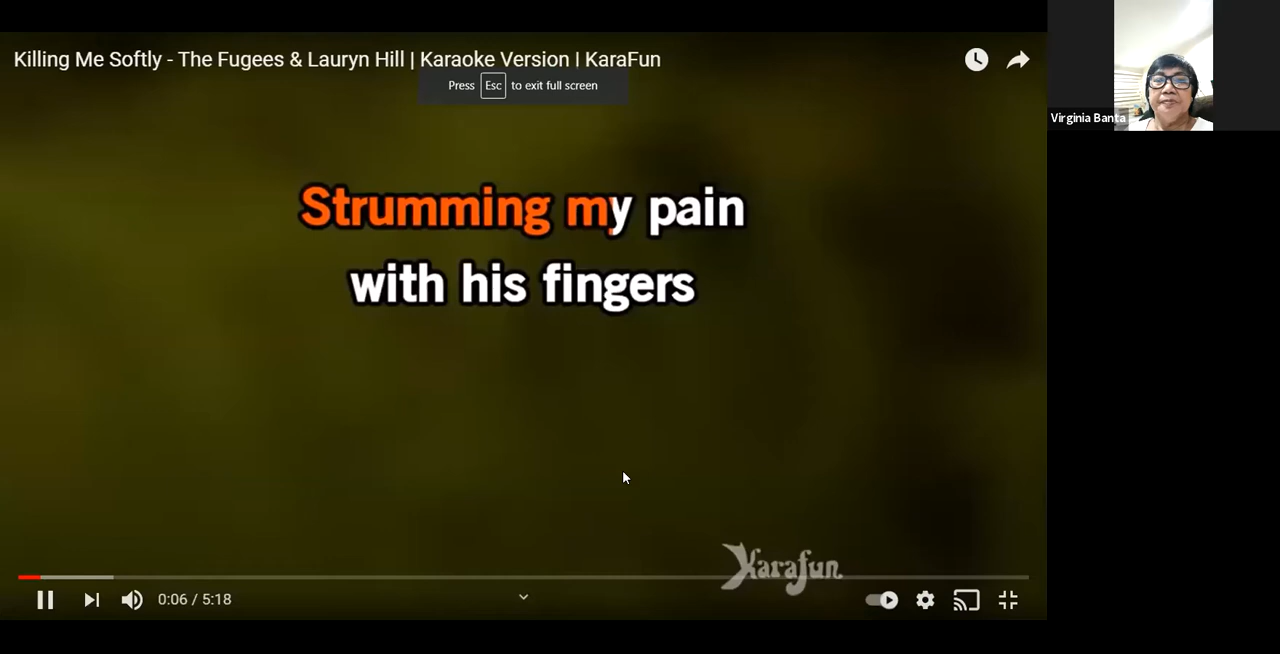 Killing Me Softly - The Fugees & Lauryn Hill | Karaoke Version | KaraFun
Press Esc to exit full screen
Virginia Banta
Strumming my pain
with his fingers
Karafun
0:06 / 5:18